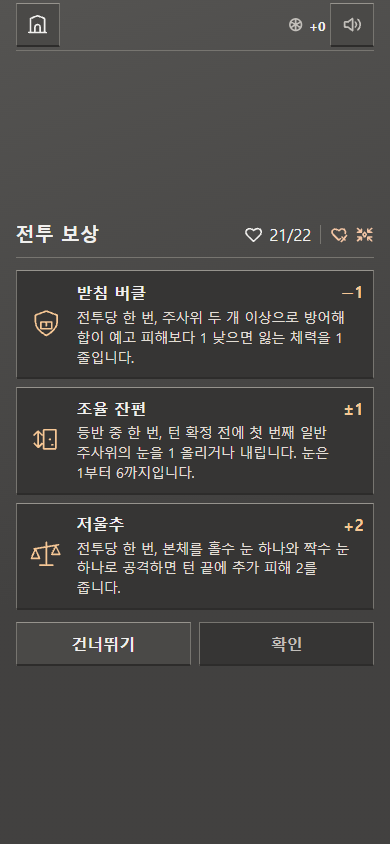 +0
전투 보상
21/22
받침 버클
−1
전투당 한 번, 주사위 두 개 이상으로 방어해
합이 예고 피해보다 1 낮으면 잃는 체력을 1
줄입니다.
조율 잔편
±1
등반 중 한 번, 턴 확정 전에 첫 번째 일반
주사위의 눈을 1 올리거나 내립니다. 눈은
1부터 6까지입니다.
저울추
+2
전투당 한 번, 본체를 홀수 눈 하나와 짝수 눈
하나로 공격하면 턴 끝에 추가 피해 2를
줍니다.
건너뛰기
확인